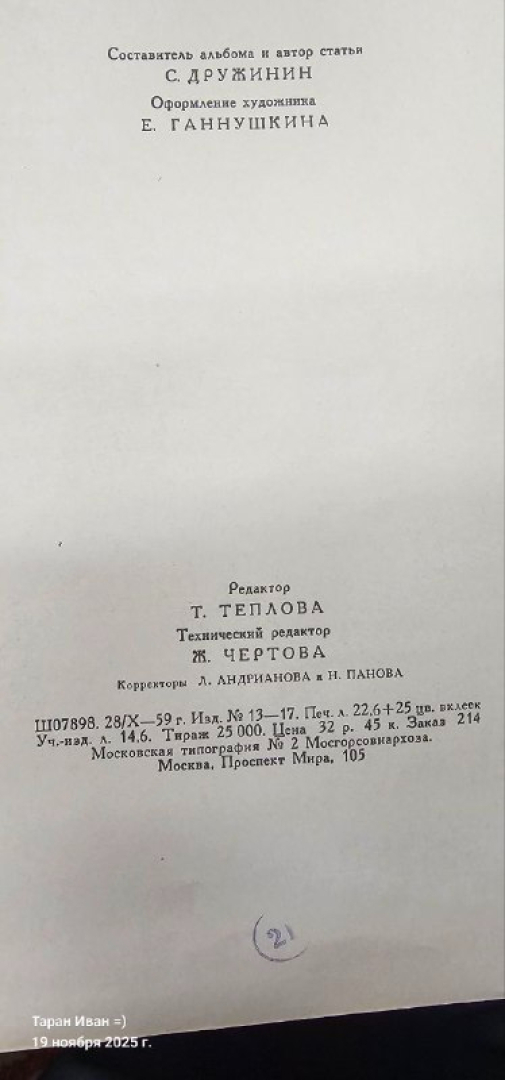 Составитель альбома и автор статьи
С. ДРУЖИНИН
Оформление художника
Е. ГАННУШКИНА
Редактор
Т. ТЕПЛОВА
Технический редактор
Ж. ЧЕРТОВА
Корректоры Л. АНДРИАНОВА и Н. ПАНОВА
Ш07898. 28/X—59 г. Изд. № 13—17. Печ. л. 22,6+25 цв. вклеек
Уч.-изд. л. 14,6. Тираж 25 000. Цена 32 р. 45 к. Заказ 214
Московская типография № 2 Мосгорсовнархоза.
Москва, Проспект Мира, 105
(2)
Таран Иван =)
19 ноября 2025 г.